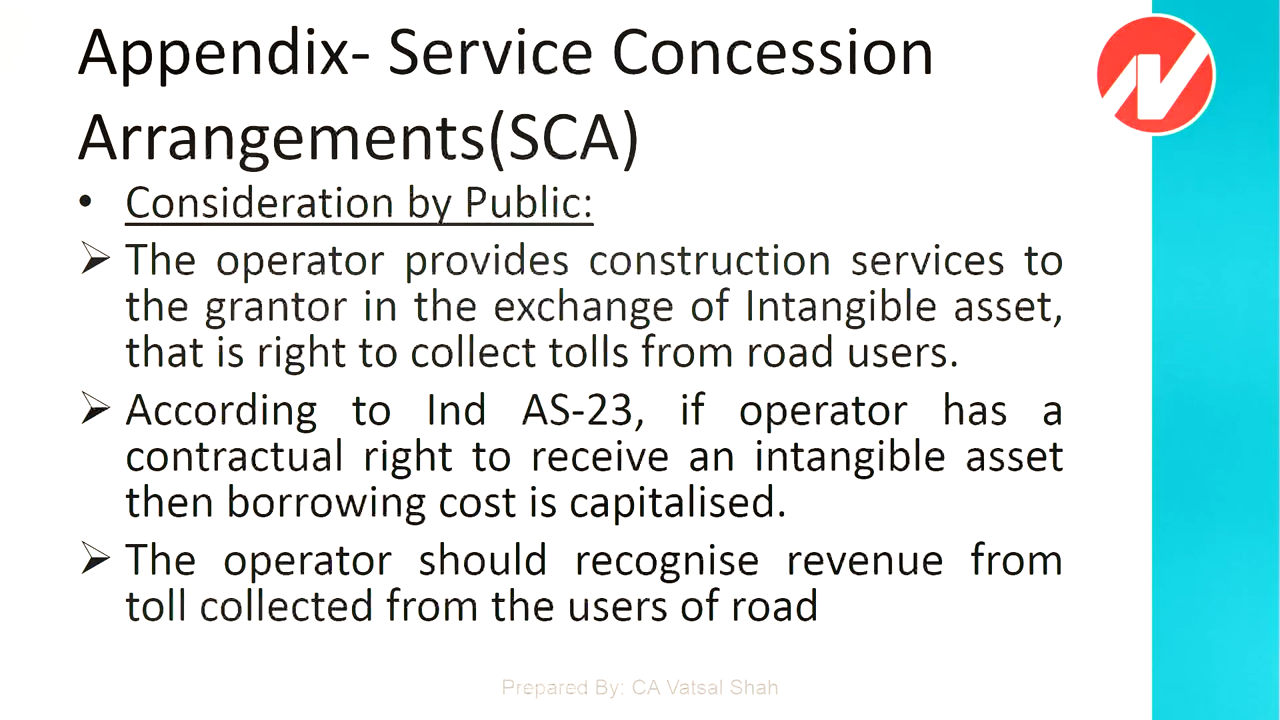 Appendix- Service Concession
Arrangements(SCA)
• Consideration by Public:
➢ The operator provides construction services to
the grantor in the exchange of Intangible asset,
that is right to collect tolls from road users.
➢ According to Ind AS-23, if operator has a
contractual right to receive an intangible asset
then borrowing cost is capitalised.
➢ The operator should recognise revenue from
toll collected from the users of road
Prepared By: CA Vatsal Shah